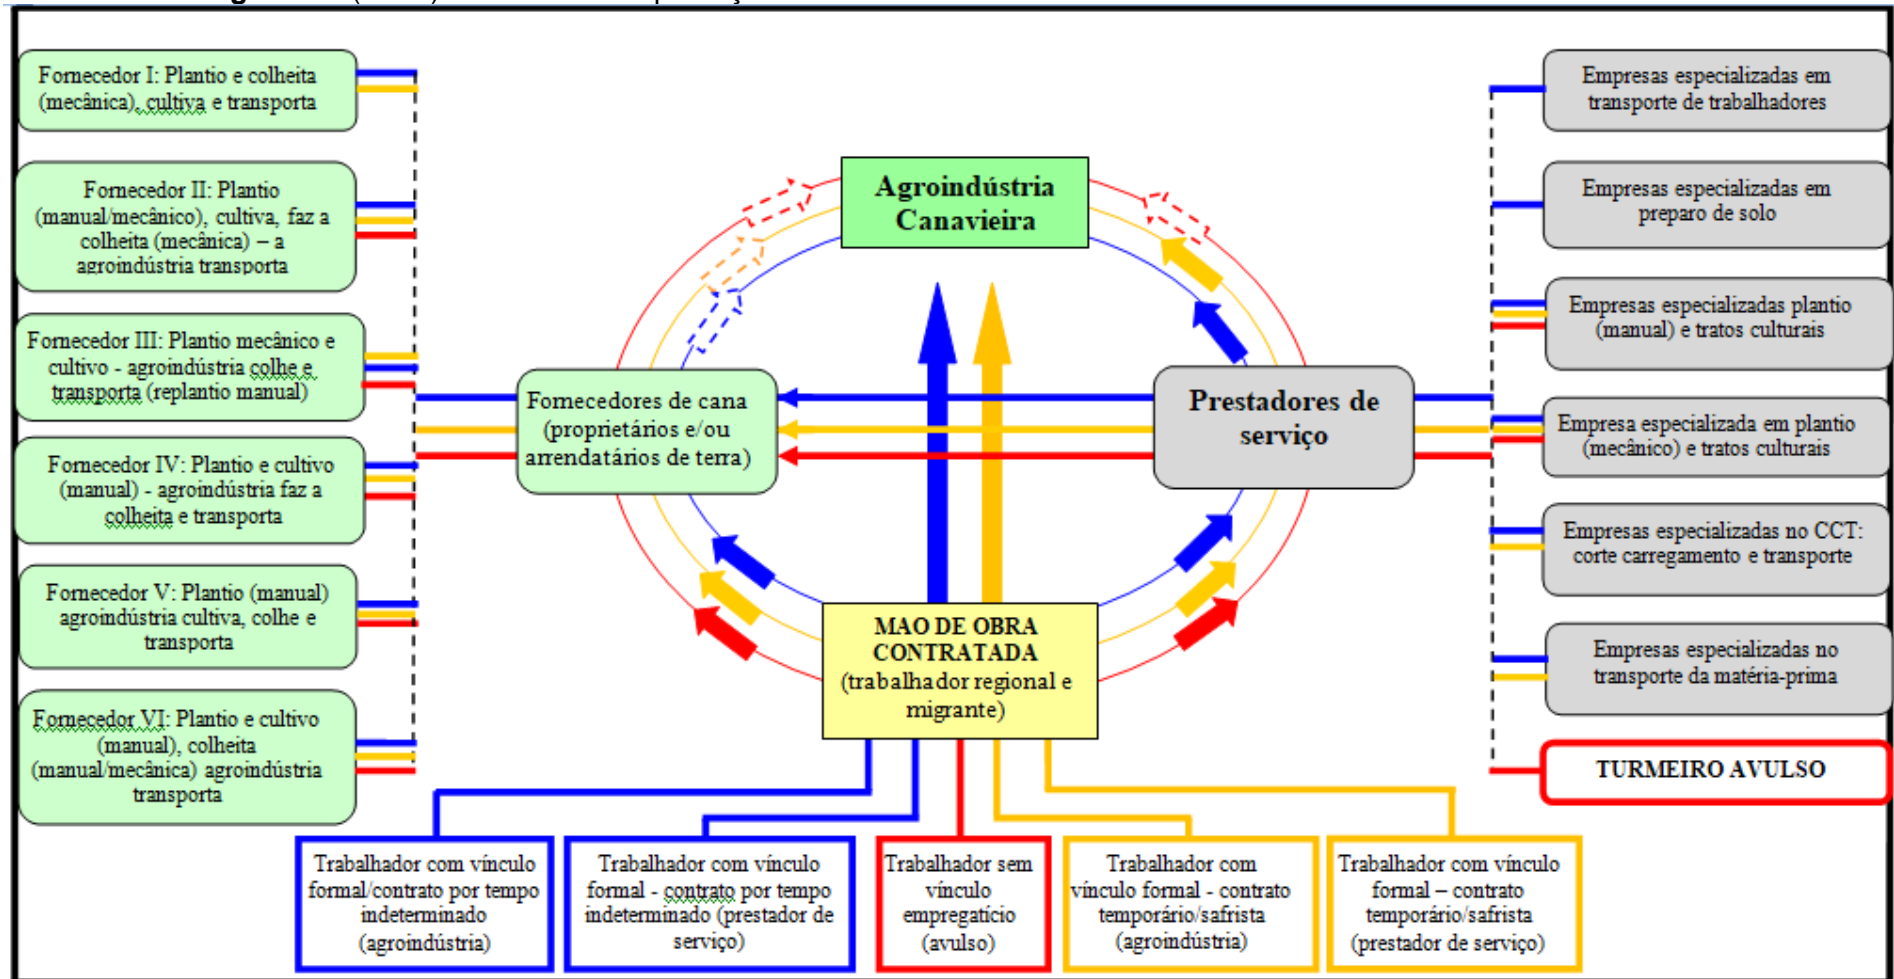 Fornecedor I: Plantio e colheita
(mecânica), cultiva e transporta
Fornecedor II: Plantio
(manual/mecânico), cultiva, faz a
colheita (mecânica) – a
agroindústria transporta
Fornecedor III: Plantio mecânico e
cultivo - agroindústria colhe e
transporta (replantio manual)
Fornecedor IV: Plantio e cultivo
(manual) - agroindústria faz a
colheita e transporta
Fornecedor V: Plantio (manual)
agroindústria cultiva, colhe e
transporta
Fornecedor VI: Plantio e cultivo
(manual), colheita
(manual/mecânica) agroindústria
transporta
Agroindústria
Canavieira
Fornecedores de cana
(proprietários e/ou
arrendatários de terra)
Prestadores de
serviço
MAO DE OBRA
CONTRATADA
(trabalhador regional e
migrante)
Empresas especializadas em
transporte de trabalhadores
Empresas especializadas em
preparo de solo
Empresas especializadas plantio
(manual) e tratos culturais
Empresa especializada em plantio
(mecânico) e tratos culturais
Empresas especializadas no CCT:
corte carregamento e transporte
Empresas especializadas no
transporte da matéria-prima
TURMEIRO AVULSO
Trabalhador com vínculo
formal/contrato por tempo
indeterminado
(agroindústria)
Trabalhador com vínculo
formal - contrato por tempo
indeterminado (prestador de
serviço)
Trabalhador sem
vínculo
empregatício
(avulso)
Trabalhador com
vínculo formal - contrato
temporário/safrista
(agroindústria)
Trabalhador com vínculo
formal – contrato
temporário/safrista
(prestador de serviço)